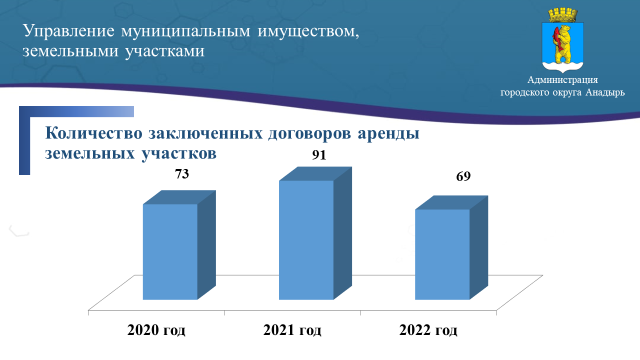 Управление муниципальным имуществом,
земельными участками
Администрация
городского округа Анадырь
Количество заключенных договоров аренды
земельных участков
73
91
69
2020 год
2021 год
2022 год